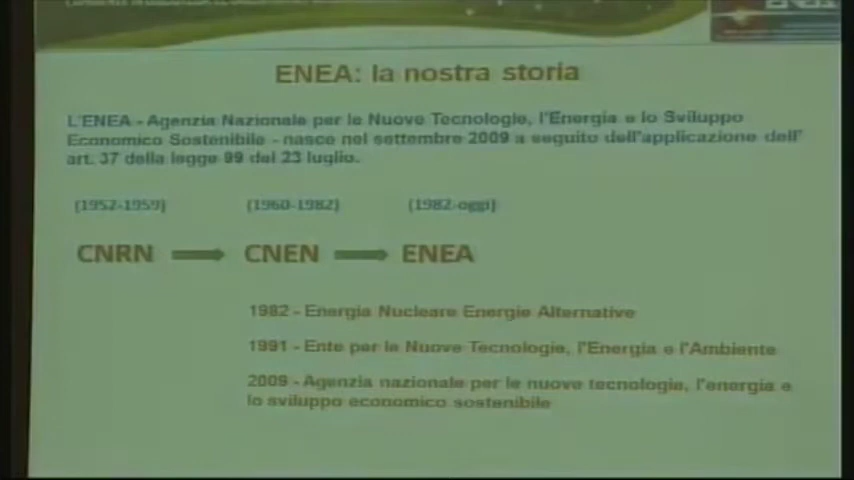 ENEA: la nostra storia
L'ENEA - Agenzia Nazionale per le Nuove Tecnologie, l'Energia e lo Sviluppo
Economico Sostenibile - nasce nel settembre 2009 a seguito dell'applicazione dell'
art. 37 della legge 99 del 23 luglio.
(1952-1959) (1960-1982) (1982-oggi)
CNRN CNEN ENEA
1982 - Energia Nucleare Energie Alternative
1991 - Ente per le Nuove Tecnologie, l'Energia e l'Ambiente
2009 - Agenzia nazionale per le nuove tecnologie, l'energia e
lo sviluppo economico sostenibile